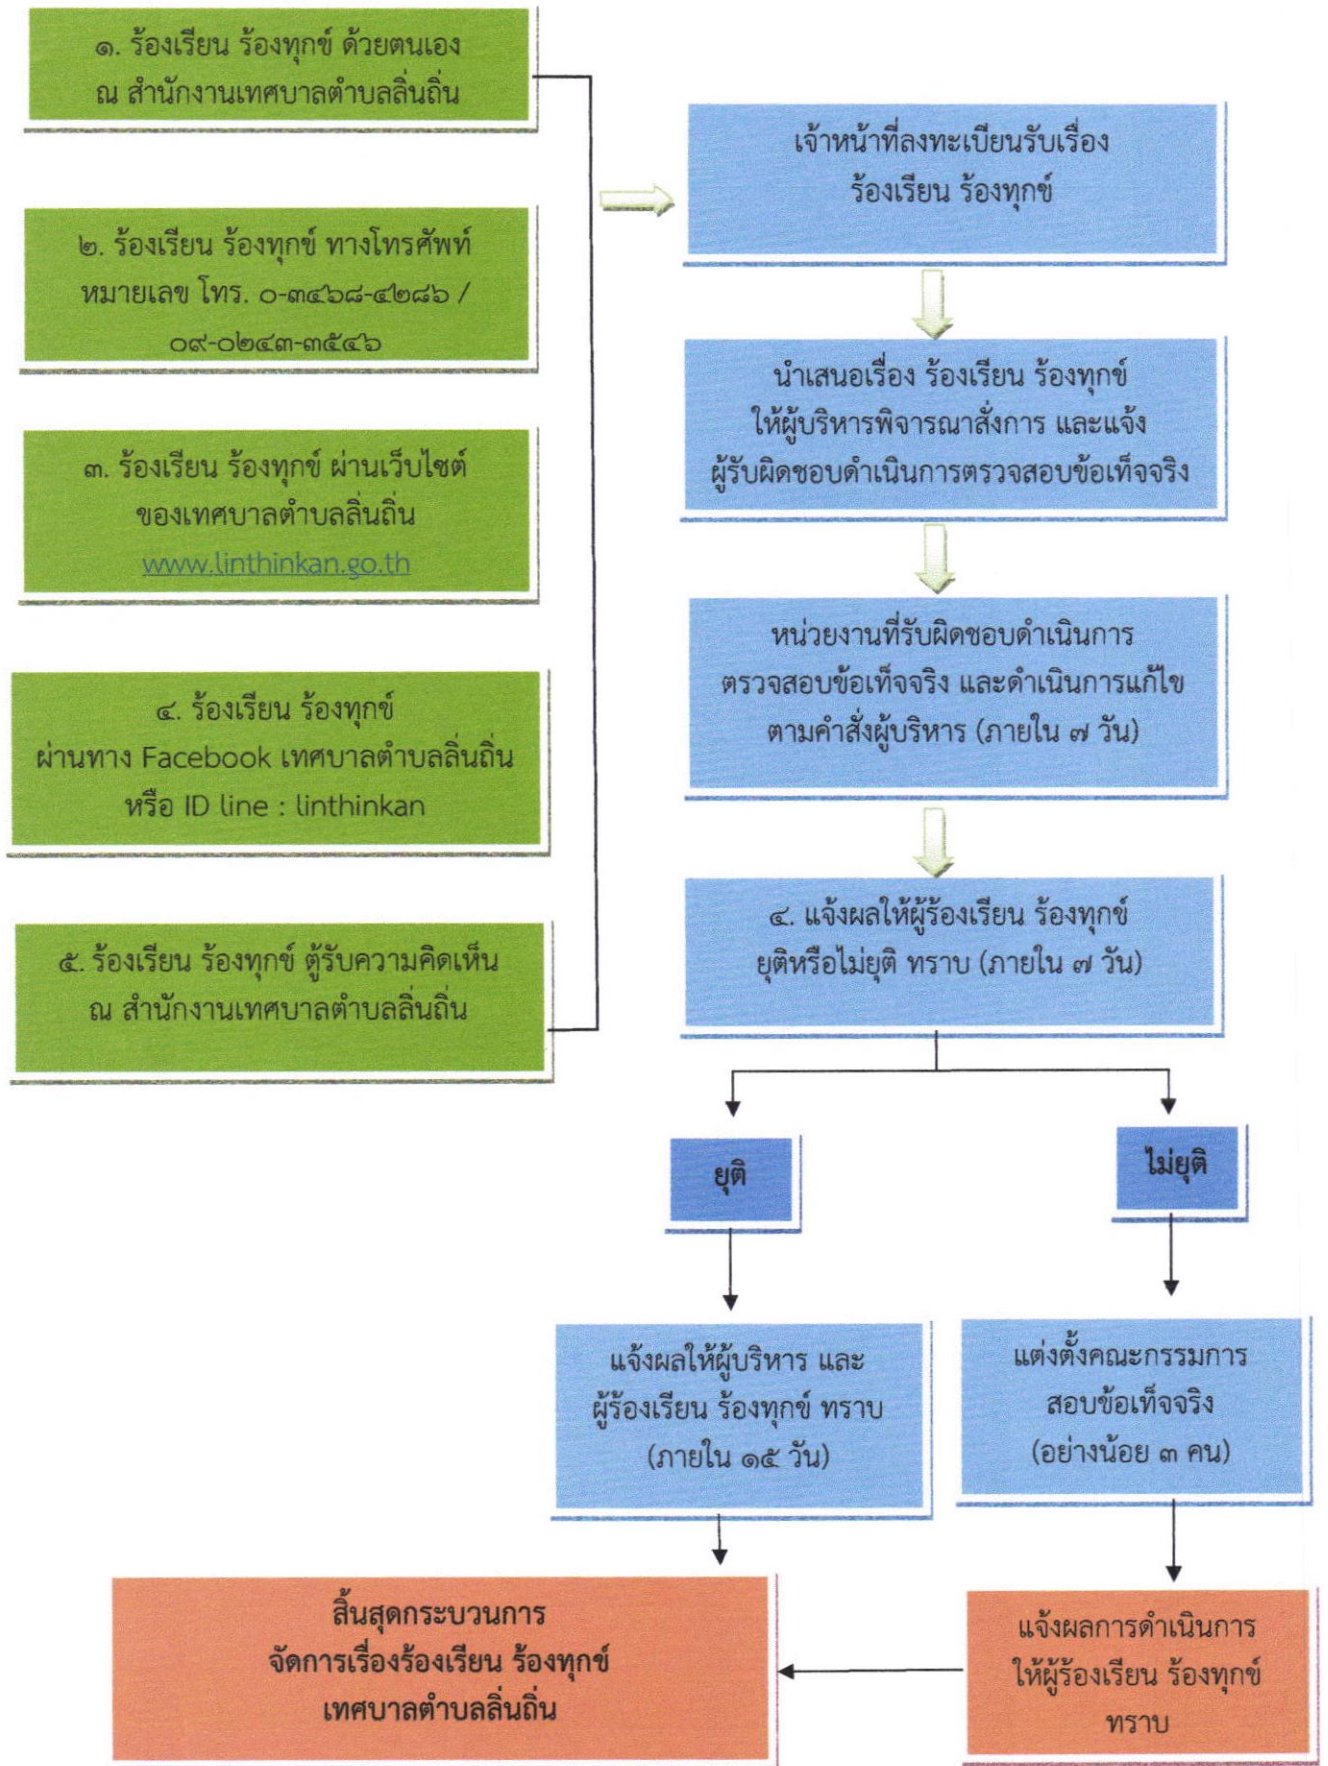 ๑. ร้องเรียน ร้องทุกข์ ด้วยตนเอง
ณ สำนักงานเทศบาลตำบลลิ่นถิ่น
๒. ร้องเรียน ร้องทุกข์ ทางโทรศัพท์
หมายเลข โทร. ๐-๓๔๖๘-๔๒๘๖ /
๐๙-๐๒๔๓-๓๕๔๖
๓. ร้องเรียน ร้องทุกข์ ผ่านเว็บไซต์
ของเทศบาลตำบลลิ่นถิ่น
www.linthinkan.go.th
๔. ร้องเรียน ร้องทุกข์
ผ่านทาง Facebook เทศบาลตำบลลิ่นถิ่น
หรือ ID line : linthinkan
๕. ร้องเรียน ร้องทุกข์ ตู้รับความคิดเห็น
ณ สำนักงานเทศบาลตำบลลิ่นถิ่น
เจ้าหน้าที่ลงทะเบียนรับเรื่อง
ร้องเรียน ร้องทุกข์
นำเสนอเรื่อง ร้องเรียน ร้องทุกข์
ให้ผู้บริหารพิจารณาสั่งการ และแจ้ง
ผู้รับผิดชอบดำเนินการตรวจสอบข้อเท็จจริง
หน่วยงานที่รับผิดชอบดำเนินการ
ตรวจสอบข้อเท็จจริง และดำเนินการแก้ไข
ตามคำสั่งผู้บริหาร (ภายใน ๗ วัน)
๔. แจ้งผลให้ผู้ร้องเรียน ร้องทุกข์
ยุติหรือไม่ยุติ ทราบ (ภายใน ๗ วัน)
ยุติ
ไม่ยุติ
แจ้งผลให้ผู้บริหาร และ
ผู้ร้องเรียน ร้องทุกข์ ทราบ
(ภายใน ๑๕ วัน)
แต่งตั้งคณะกรรมการ
สอบข้อเท็จจริง
(อย่างน้อย ๓ คน)
สิ้นสุดกระบวนการ
จัดการเรื่องร้องเรียน ร้องทุกข์
เทศบาลตำบลลิ่นถิ่น
แจ้งผลการดำเนินการ
ให้ผู้ร้องเรียน ร้องทุกข์
ทราบ